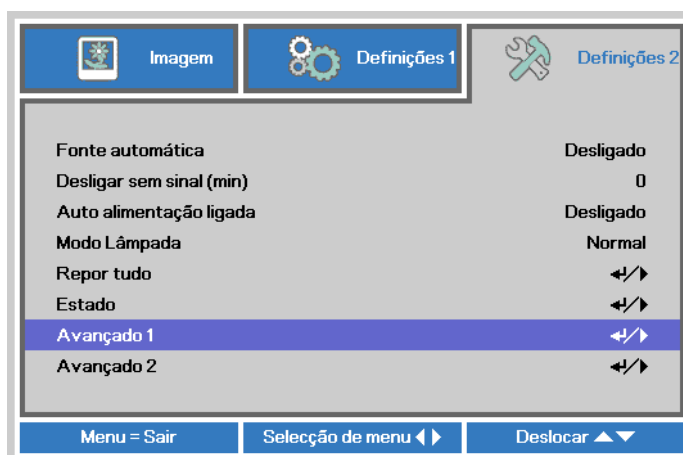 Imagem Definições 1 Definições 2
Fonte automática Desligado
Desligar sem sinal (min) 0
Auto alimentação ligada Desligado
Modo Lâmpada Normal
Repor tudo
Estado
Avançado 1
Avançado 2
Menu = Sair Selecção de menu Deslocar